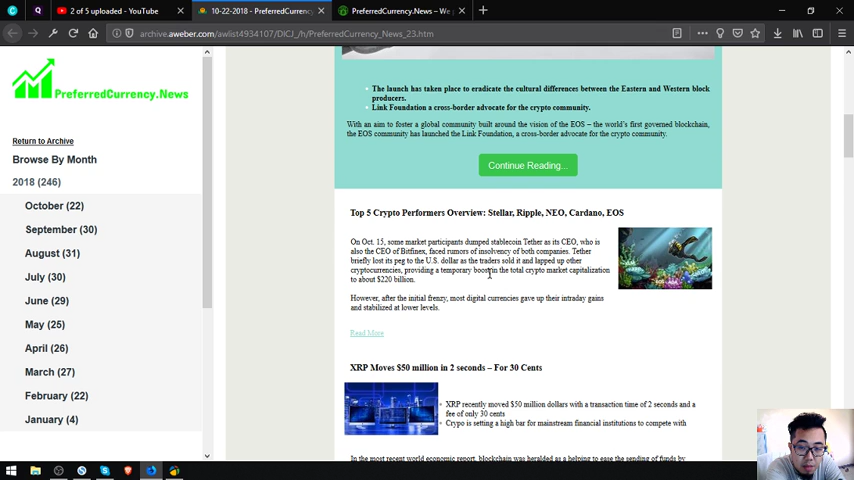 2 of 5 uploaded - YouTube
10-22-2018 - PreferredCurrency
PreferredCurrency.News – We p
archive.aweber.com/awlist4934107/DICJ_/h/PreferredCurrency_News_23.htm
PreferredCurrency.News
Return to Archive
Browse By Month
2018 (246)
October (22)
September (30)
August (31)
July (30)
June (29)
May (25)
April (26)
March (27)
February (22)
January (4)
The launch has taken place to eradicate the cultural differences between the Eastern and Western block
producers.
Link Foundation a cross-border advocate for the crypto community.
With an aim to foster a global community built around the vision of the EOS – the world's first governed blockchain,
the EOS community has launched the Link Foundation, a cross-border advocate for the crypto community.
Continue Reading...
Top 5 Crypto Performers Overview: Stellar, Ripple, NEO, Cardano, EOS
On Oct. 15, some market participants dumped stablecoin Tether as its CEO, who is
also the CEO of Bitfinex, faced rumors of insolvency of both companies. Tether
briefly lost its peg to the U.S. dollar as the traders sold it and lapped up other
cryptocurrencies, providing a temporary boost in the total crypto market capitalization
to about $220 billion.
However, after the initial frenzy, most digital currencies gave up their intraday gains
and stabilized at lower levels.
Read More
XRP Moves $50 million in 2 seconds – For 30 Cents
XRP recently moved $50 million dollars with a transaction time of 2 seconds and a
fee of only 30 cents
Crypo is setting a high bar for mainstream financial institutions to compete with
In the most recent world economic report, blockchain was heralded as a helping to ease the sending of funds by